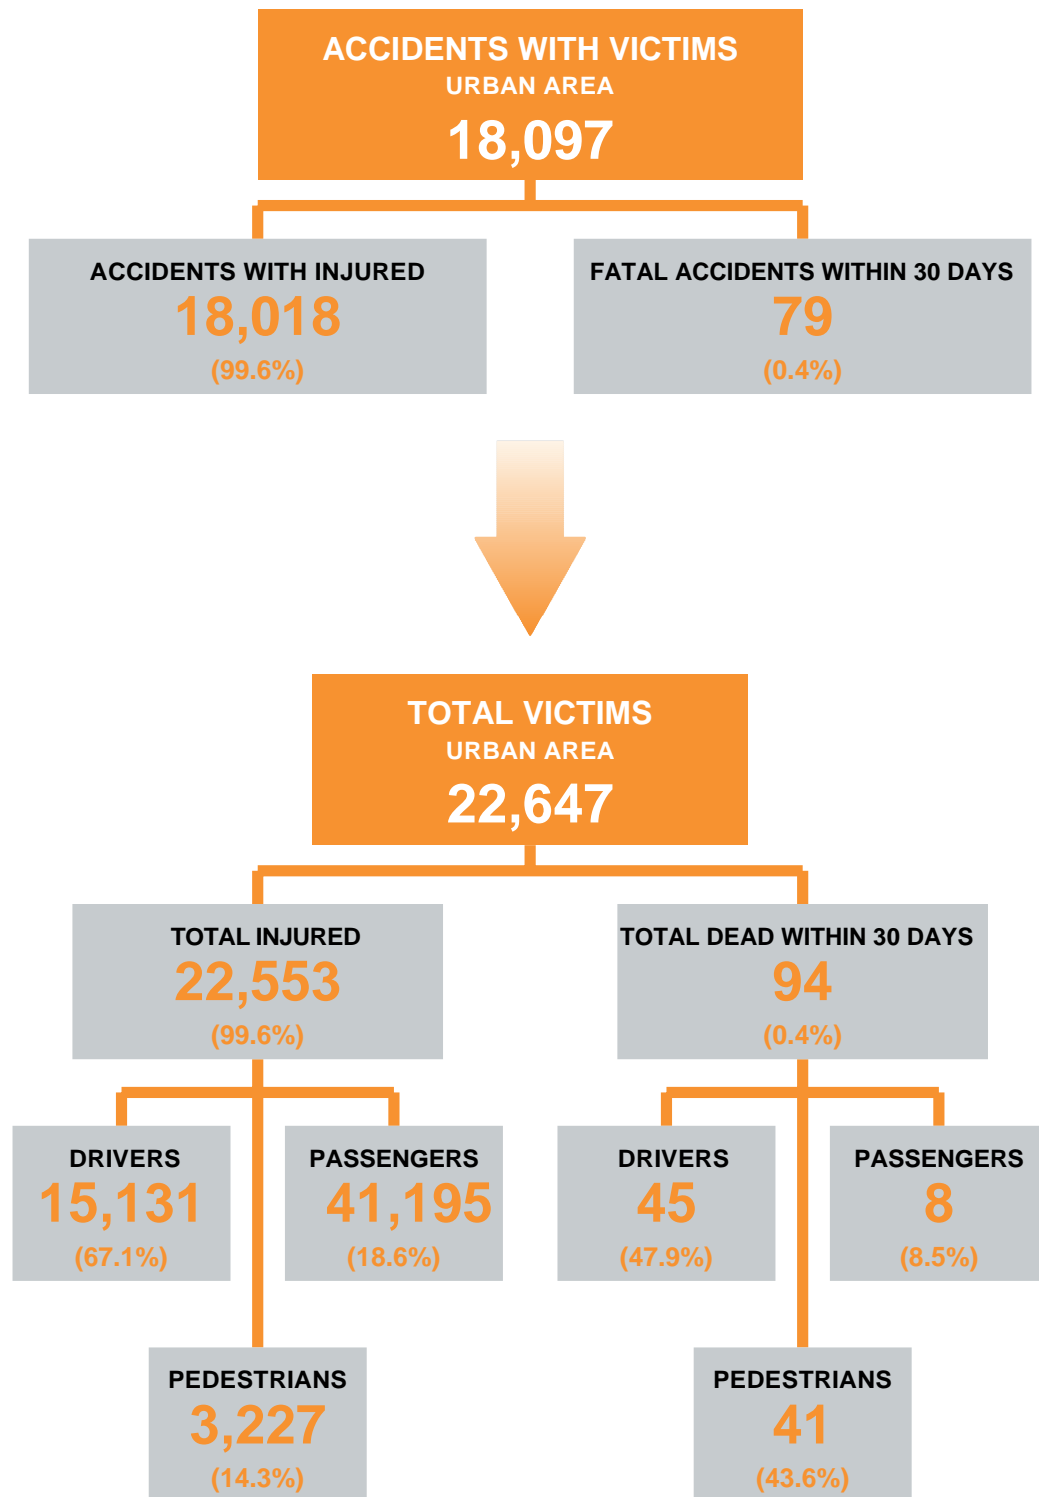 ACCIDENTS WITH VICTIMS
URBAN AREA
18,097
ACCIDENTS WITH INJURED
18,018
(99.6%)
FATAL ACCIDENTS WITHIN 30 DAYS
79
(0.4%)
TOTAL VICTIMS
URBAN AREA
22,647
TOTAL INJURED
22,553
(99.6%)
TOTAL DEAD WITHIN 30 DAYS
94
(0.4%)
DRIVERS
15,131
(67.1%)
PASSENGERS
41,195
(18.6%)
DRIVERS
45
(47.9%)
PASSENGERS
8
(8.5%)
PEDESTRIANS
3,227
(14.3%)
PEDESTRIANS
41
(43.6%)